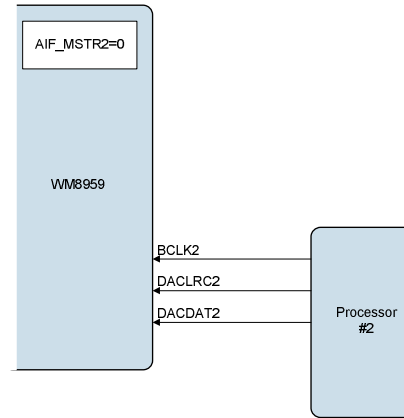 AIF_MSTR2=0
WM8959
BCLK2
DACLRC2
DACDAT2
Processor
#2